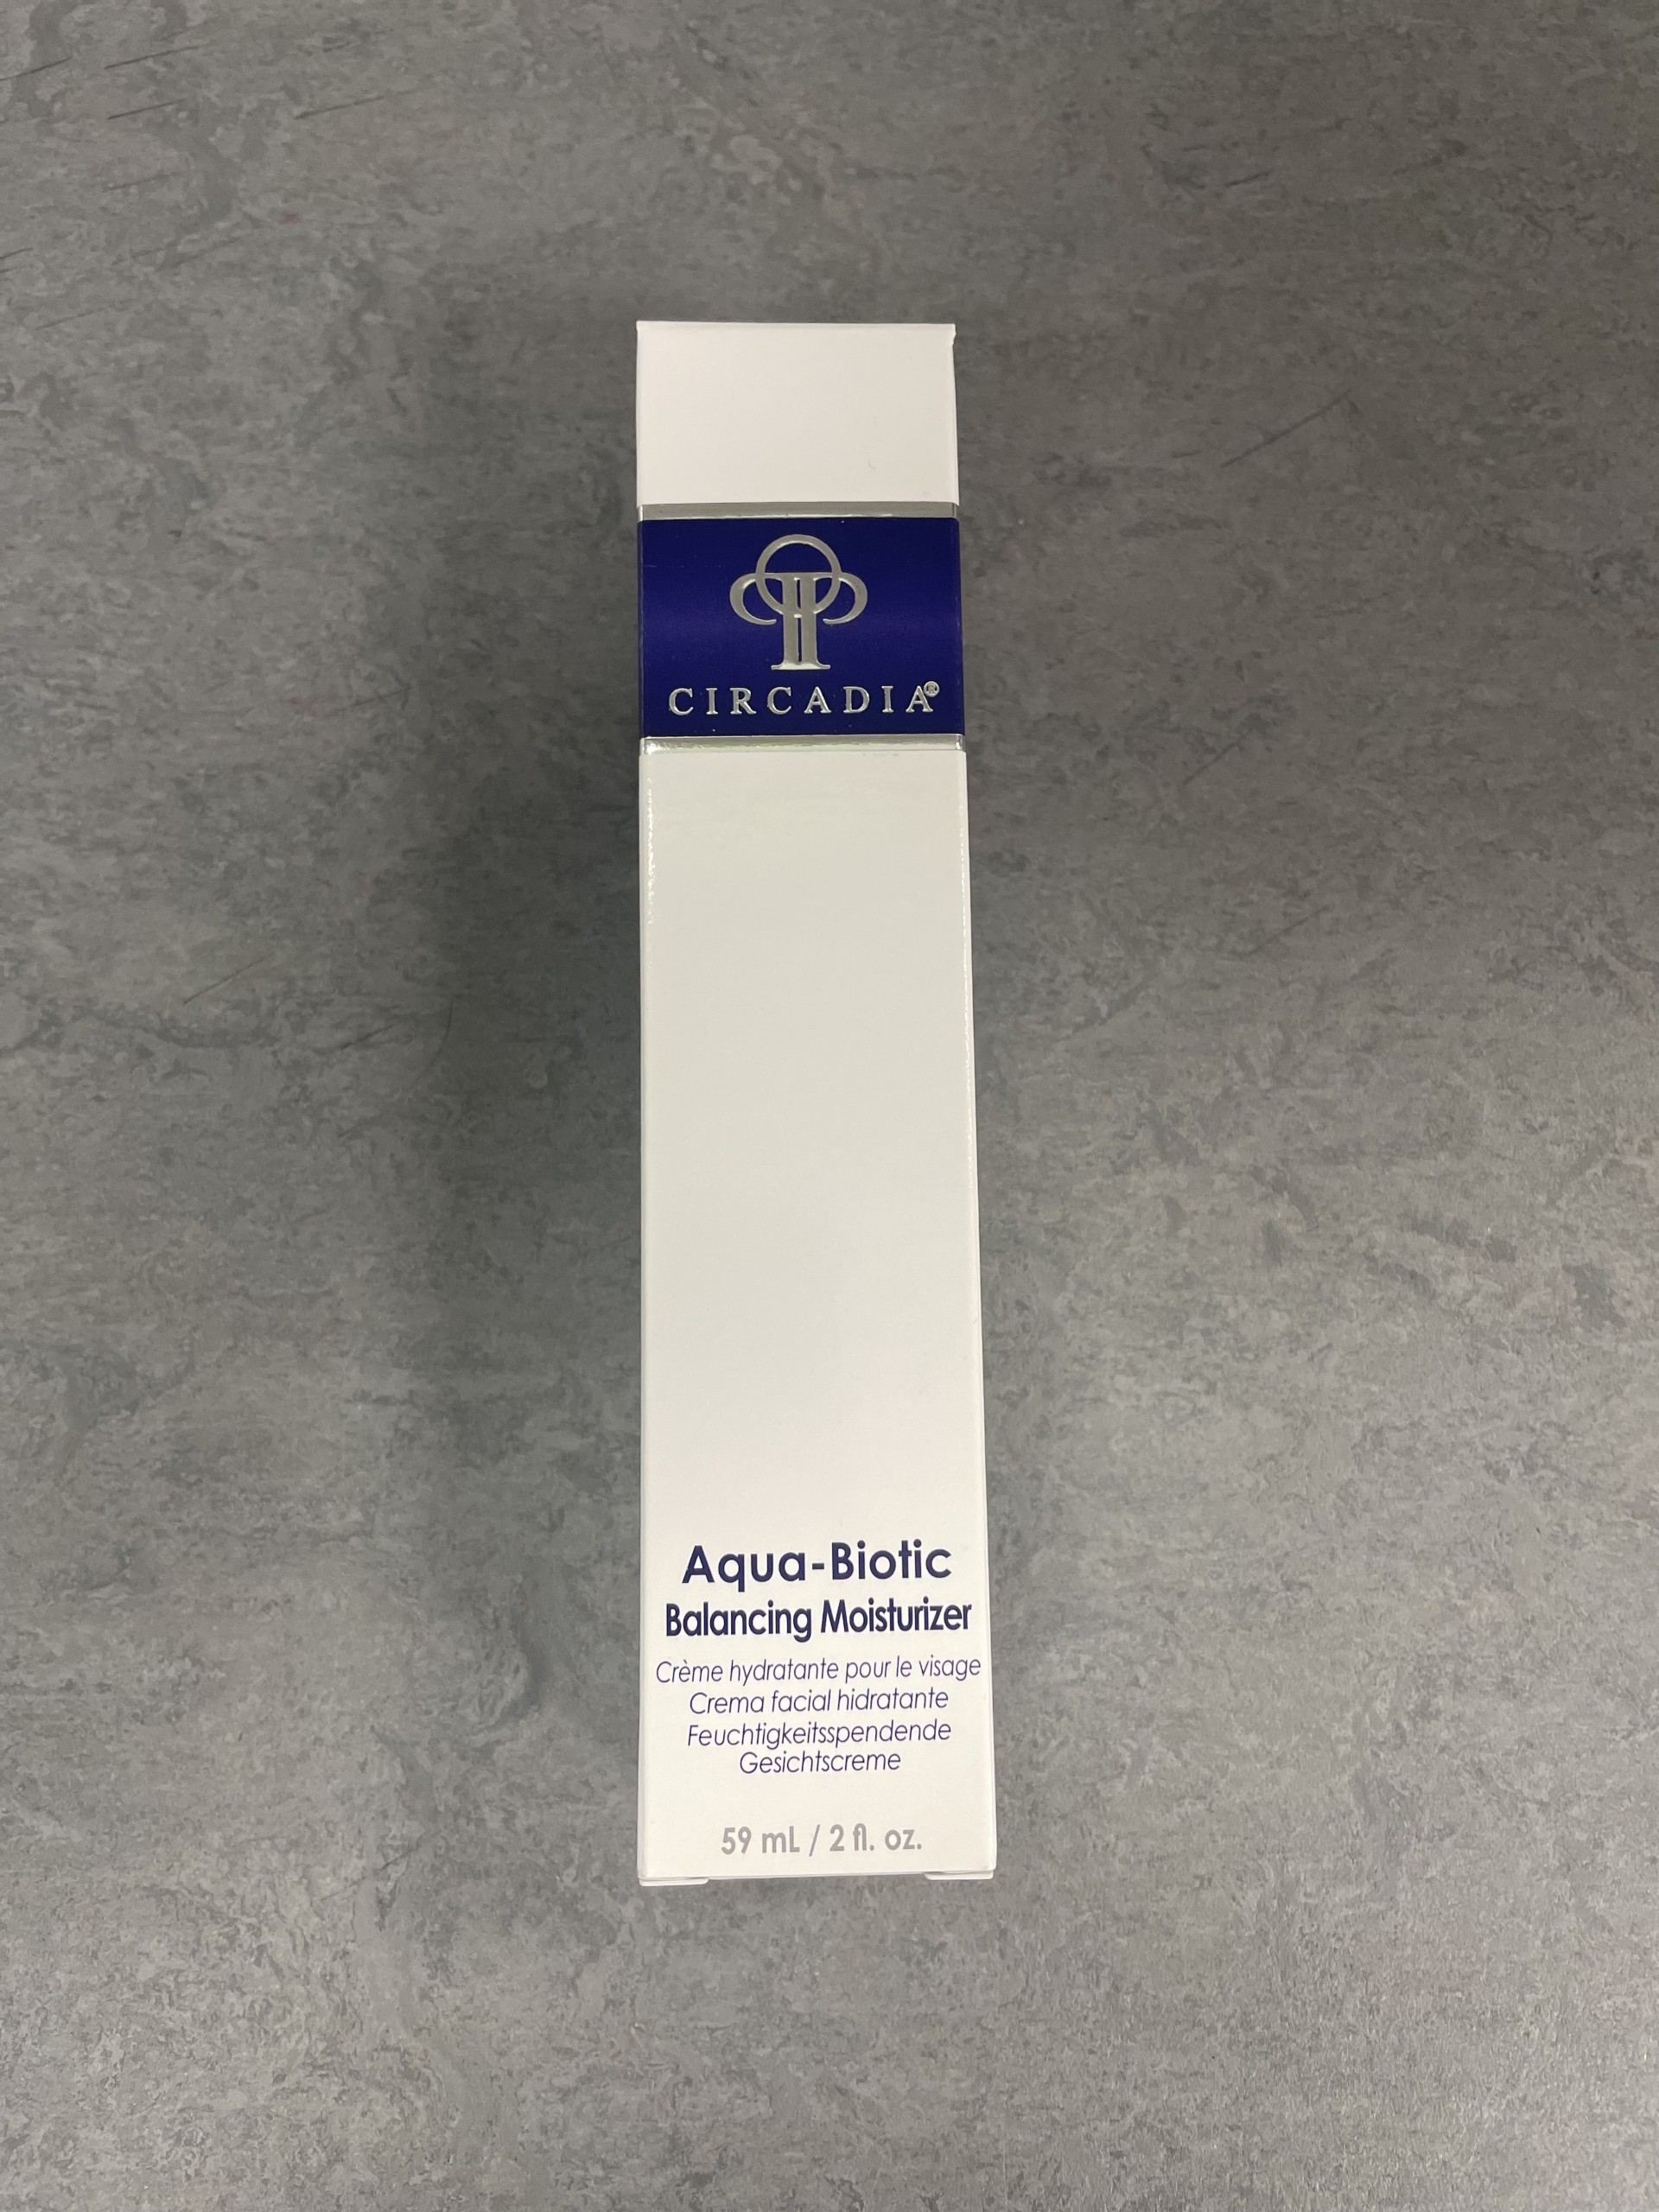 CIRCADIA®
Aqua-Biotic
Balancing Moisturizer
Crème hydratante pour le visage
Crema facial hidratante
Feuchtigkeitsspendende
Gesichtscreme
59 mL / 2 fl. oz.